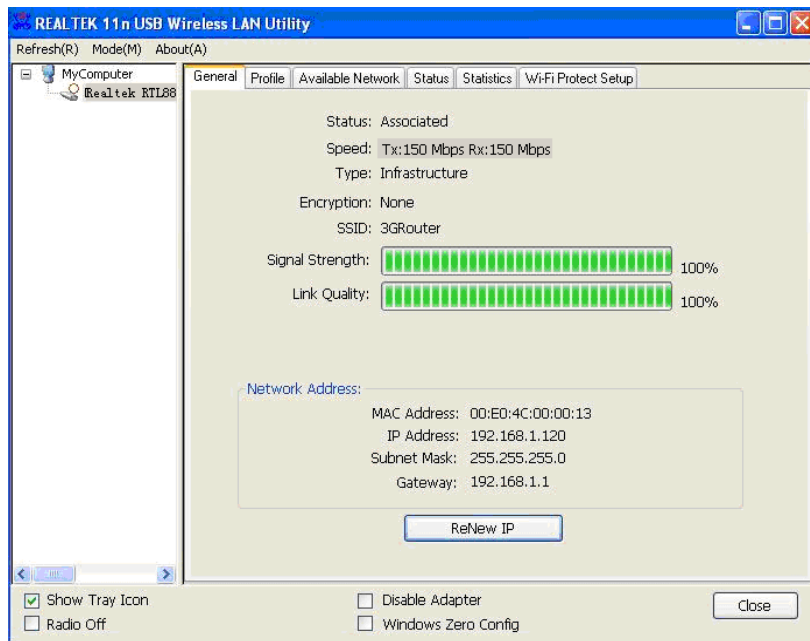 REALTEK 11n USB Wireless LAN Utility
Refresh(R) Mode(M) About(A)
MyComputer
Realtek RTL88
General Profile Available Network Status Statistics Wi-Fi Protect Setup
Status: Associated
Speed: Tx:150 Mbps Rx:150 Mbps
Type: Infrastructure
Encryption: None
SSID: 3GRouter
Signal Strength: 100%
Link Quality: 100%
Network Address:
MAC Address: 00:E0:4C:00:00:13
IP Address: 192.168.1.120
Subnet Mask: 255.255.255.0
Gateway: 192.168.1.1
ReNew IP
Show Tray Icon
Radio Off
Disable Adapter
Windows Zero Config
Close